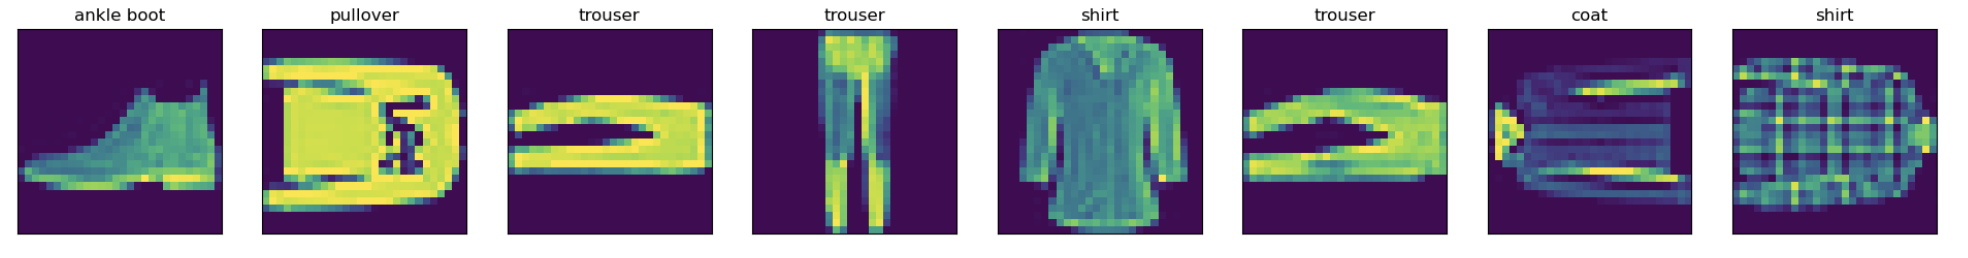 ankle boot
pullover
trouser
trouser
shirt
trouser
coat
shirt